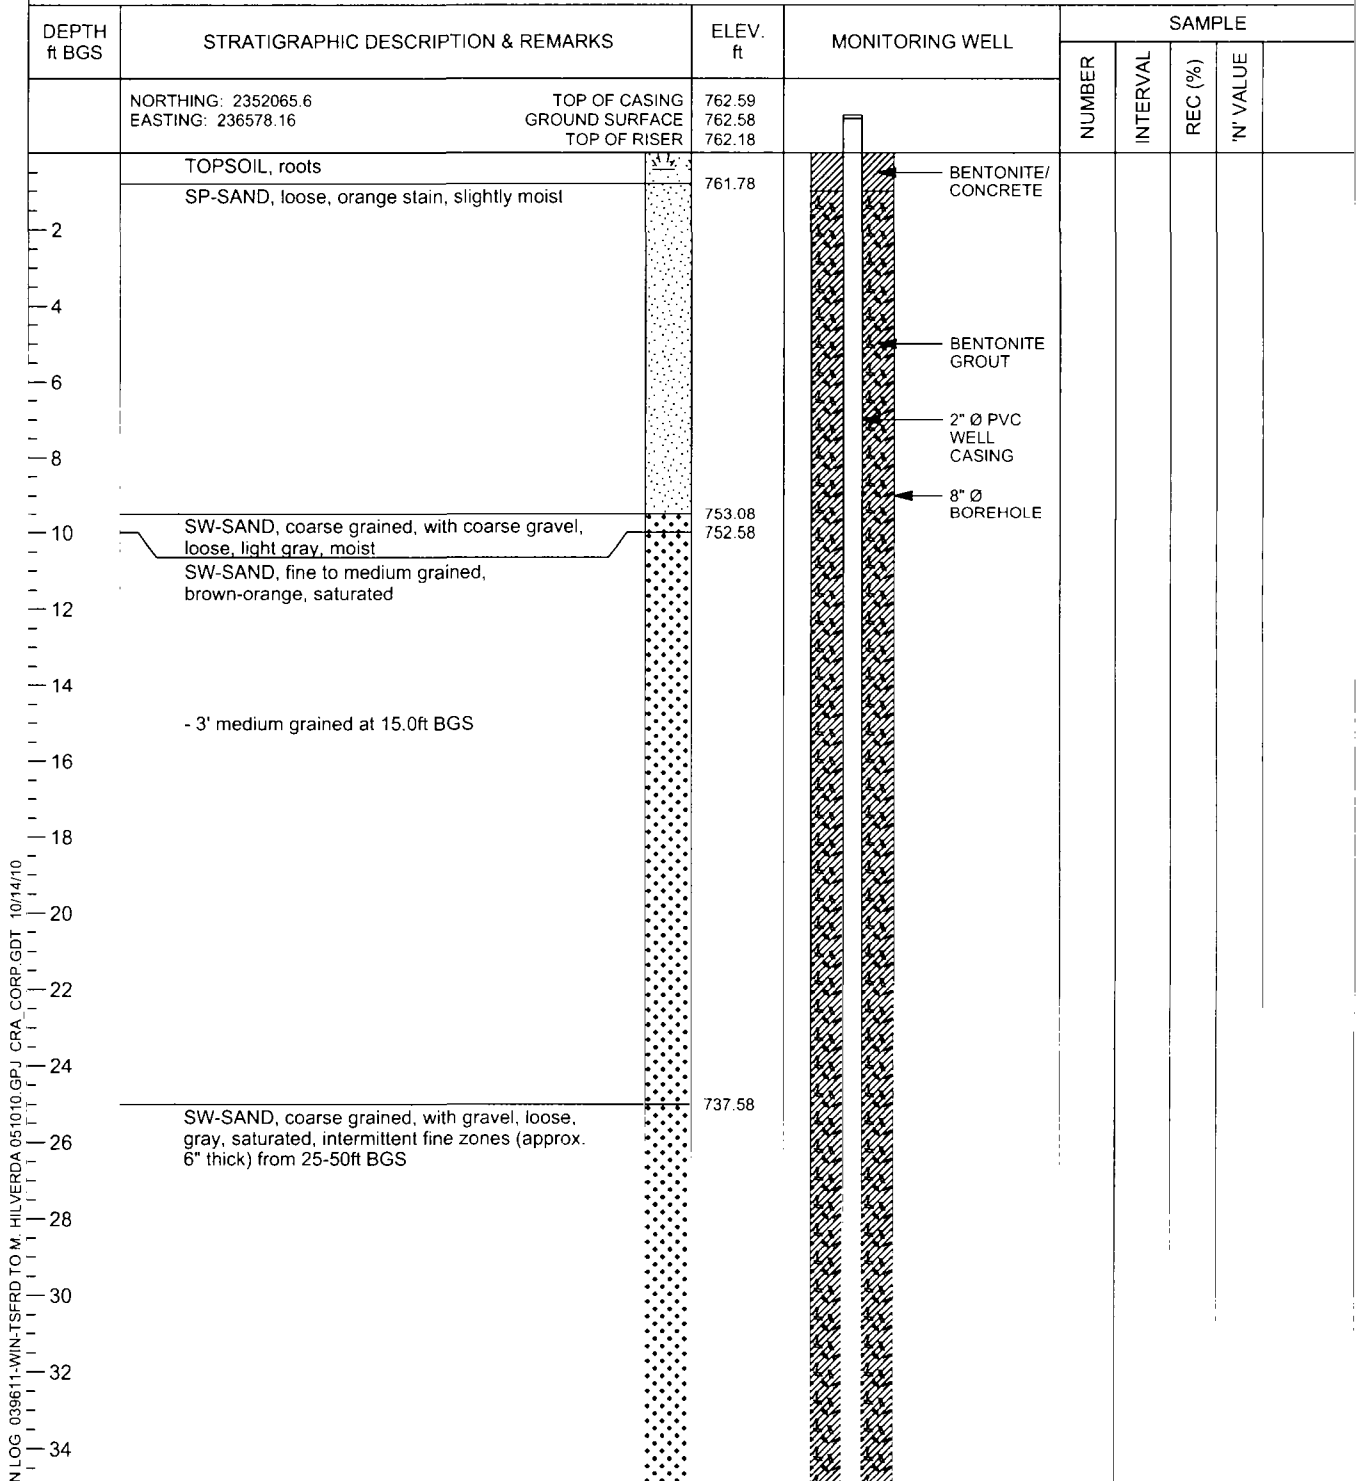 DEPTH
ft BGS
STRATIGRAPHIC DESCRIPTION & REMARKS
ELEV.
ft
MONITORING WELL
SAMPLE
NUMBER
INTERVAL
REC (%)
'N' VALUE
NORTHING: 2352065.6
EASTING: 236578.16
TOP OF CASING 762.59
GROUND SURFACE 762.58
TOP OF RISER 762.18
TOPSOIL, roots
761.78
SP-SAND, loose, orange stain, slightly moist
BENTONITE/
CONCRETE
2
4
BENTONITE
GROUT
6
2" Ø PVC
WELL
CASING
8
8" Ø
BOREHOLE
753.08
SW-SAND, coarse grained, with coarse gravel,
loose, light gray, moist
10
752.58
SW-SAND, fine to medium grained,
brown-orange, saturated
12
14
- 3' medium grained at 15.0ft BGS
16
18
20
22
24
737.58
SW-SAND, coarse grained, with gravel, loose,
gray, saturated, intermittent fine zones (approx.
6" thick) from 25-50ft BGS
26
28
30
32
34
N LOG 039611-WIN-TSFRD TO M. HILVERDA 051010.GPJ CRA_CORP.GDT 10/14/10